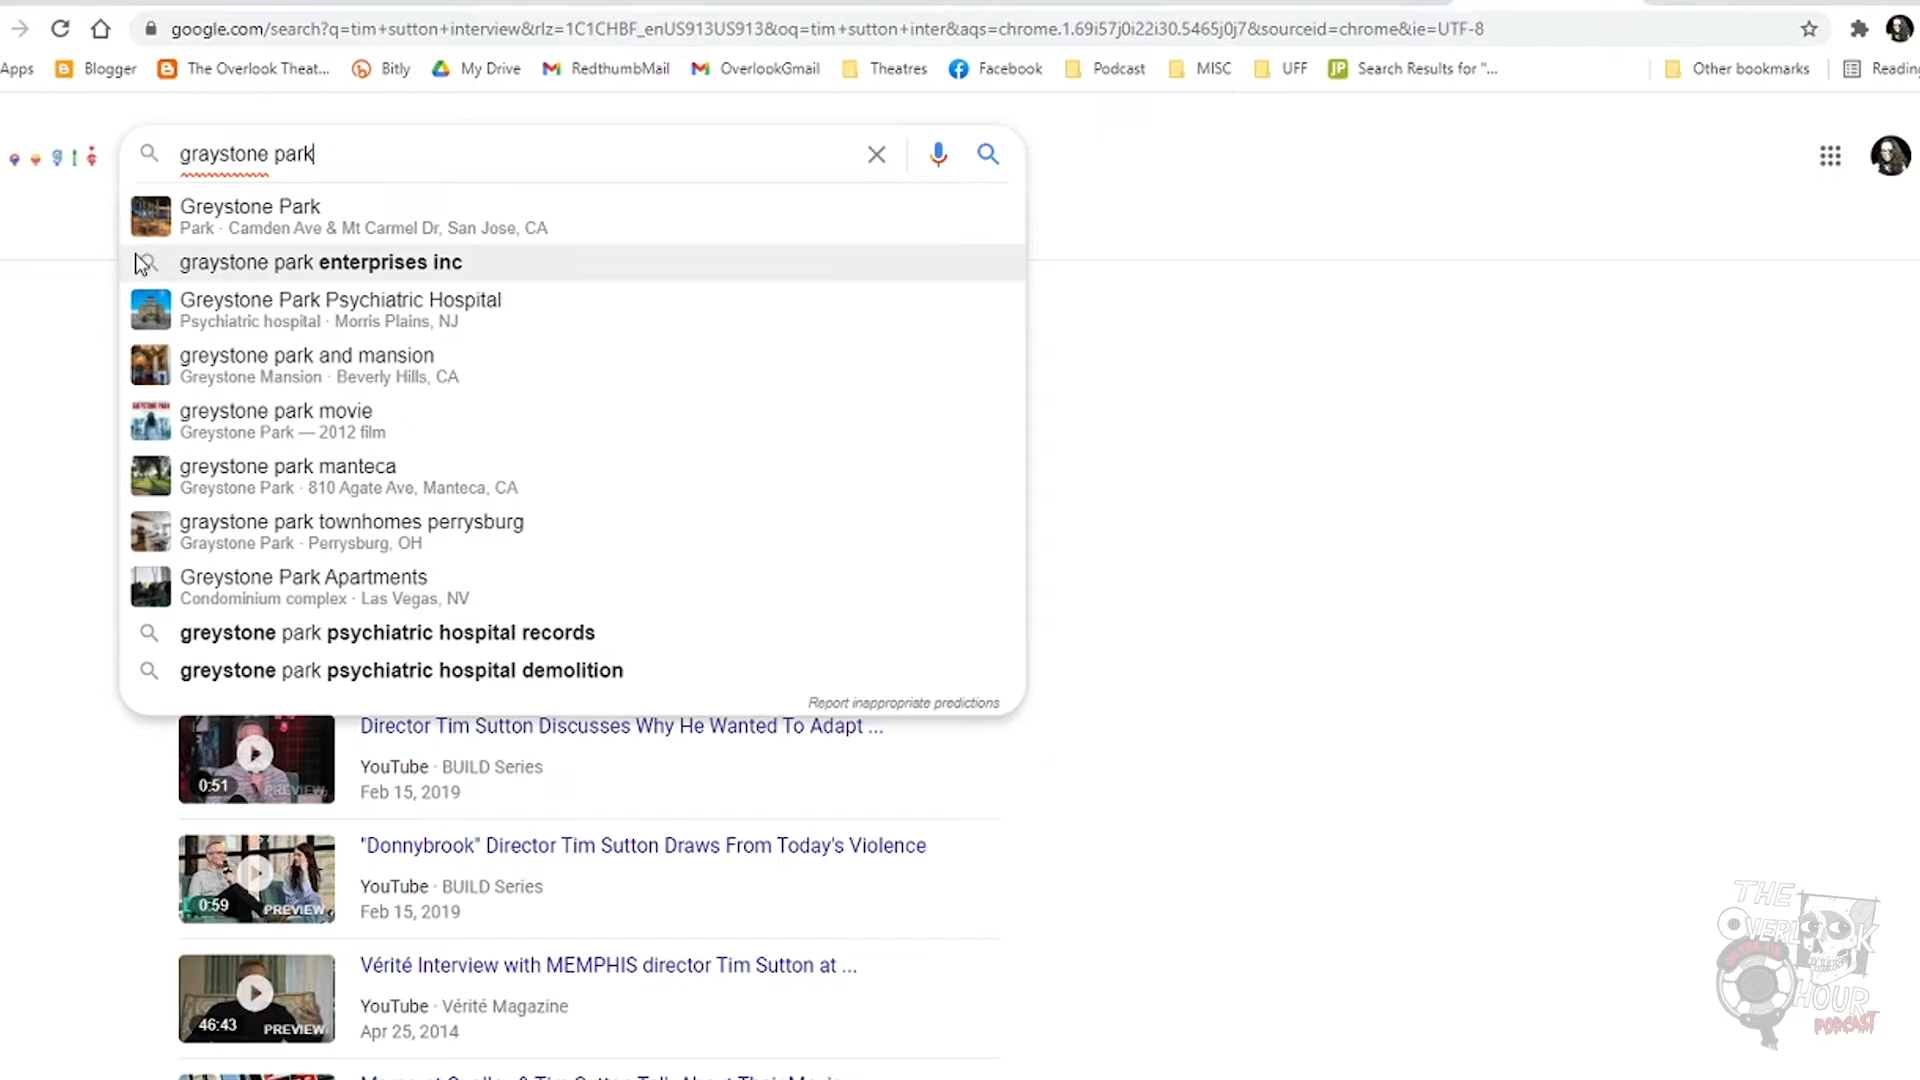 google.com/search?q=tim+sutton+interview&rlz=1C1CHBF_enUS913US913&oq=tim+sutton+inter&aqs=chrome.1.69i57j0i22i30.5465j0j7&sourceid=chrome&ie=UTF-8
Apps Blogger The Overlook Theat... Bitly My Drive RedthumbMail OverlookGmail Theatres Facebook Podcast MISC UFF JP Search Results for "... Other bookmarks Reading
graystone park
Greystone Park
Park · Camden Ave & Mt Carmel Dr, San Jose, CA
graystone park enterprises inc
Greystone Park Psychiatric Hospital
Psychiatric hospital · Morris Plains, NJ
greystone park and mansion
Greystone Mansion · Beverly Hills, CA
greystone park movie
Greystone Park — 2012 film
greystone park manteca
Greystone Park · 810 Agate Ave, Manteca, CA
graystone park townhomes perrysburg
Graystone Park · Perrysburg, OH
Greystone Park Apartments
Condominium complex · Las Vegas, NV
greystone park psychiatric hospital records
greystone park psychiatric hospital demolition
Report inappropriate predictions
Director Tim Sutton Discusses Why He Wanted To Adapt ...
YouTube · BUILD Series
Feb 15, 2019
0:51 PREVIEW
"Donnybrook" Director Tim Sutton Draws From Today's Violence
YouTube · BUILD Series
Feb 15, 2019
0:59 PREVIEW
Vérité Interview with MEMPHIS director Tim Sutton at ...
YouTube · Vérité Magazine
Apr 25, 2014
46:43 PREVIEW
THE
OVERLOOK
HOUR
PODCAST